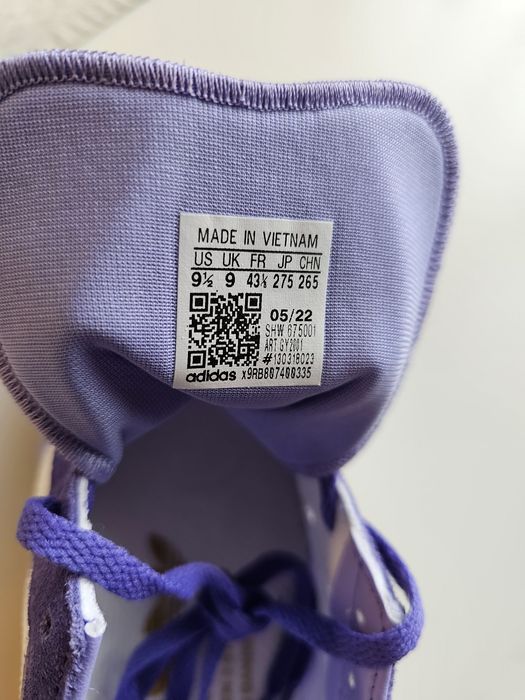 MADE IN VIETNAM
US UK FR JP CHN
9½ 9 43⅓ 275 265
05/22
SHW 675001
ART GY2001
#130318023
adidas X9RB807400335